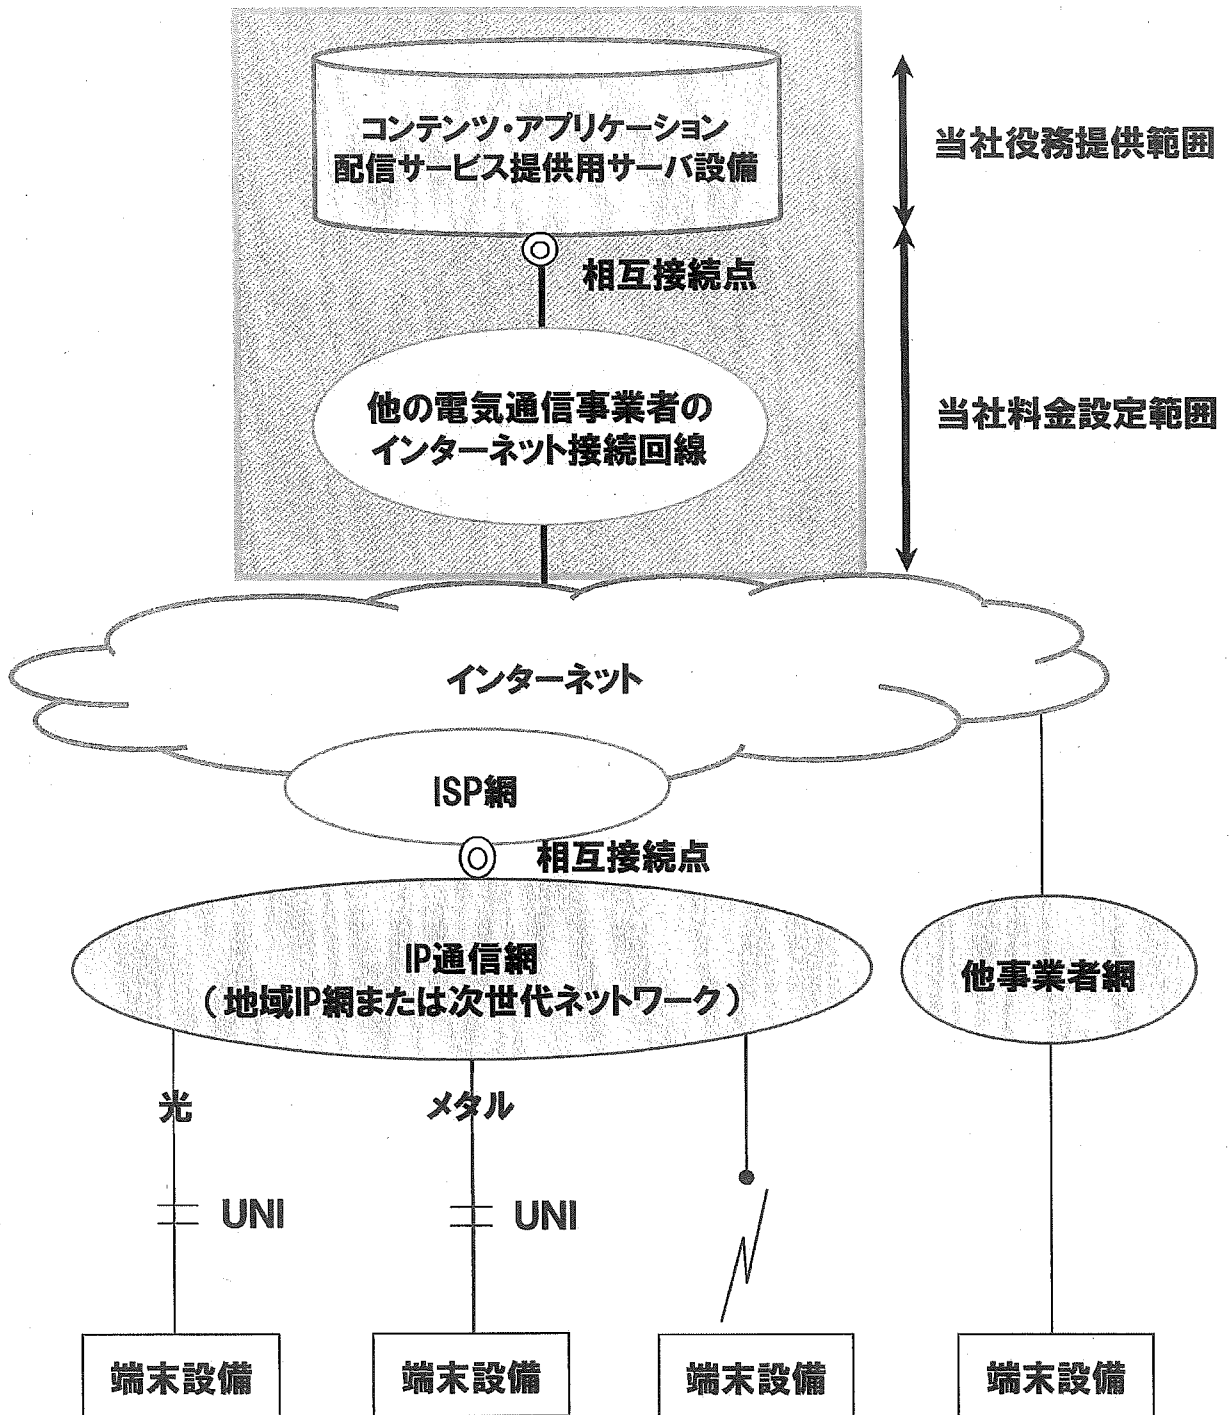 コンテンツ・アプリケーション
配信サービス提供用サーバ設備
当社役務提供範囲
相互接続点
他の電気通信事業者の
インターネット接続回線
当社料金設定範囲
インターネット
ISP網
相互接続点
IP通信網
（地域IP網または次世代ネットワーク）
他事業者網
光
メタル
UNI
UNI
端末設備
端末設備
端末設備
端末設備